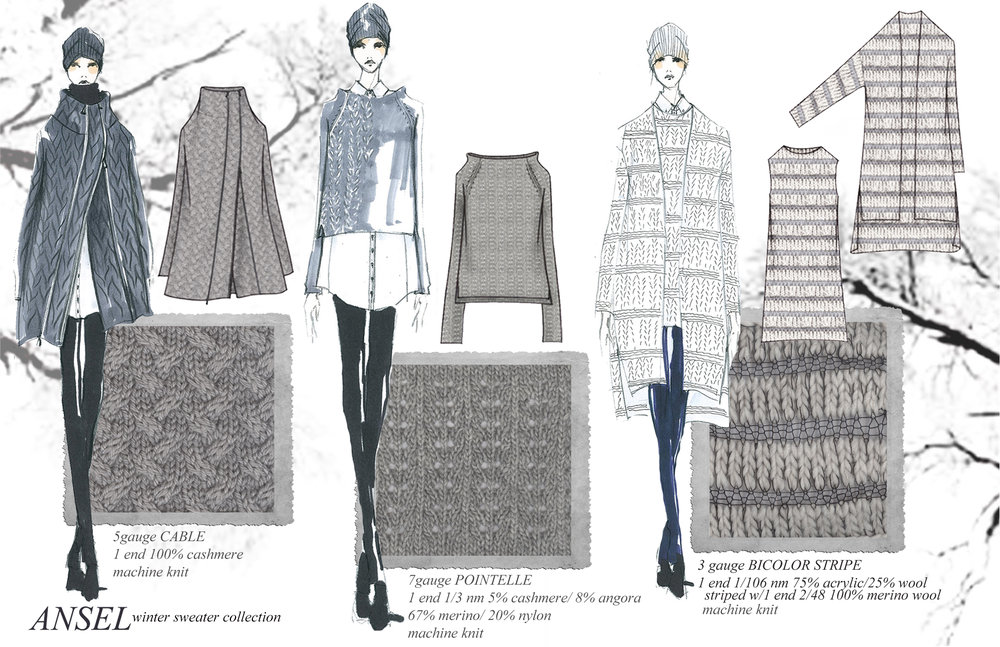 5gauge CABLE
1 end 100% cashmere
machine knit
7gauge POINTELLE
1 end 1/3 nm 5% cashmere/ 8% angora
67% merino/ 20% nylon
machine knit
3 gauge BICOLOR STRIPE
1 end 1/106 nm 75% acrylic/25% wool
striped w/1 end 2/48 100% merino wool
machine knit
ANSEL winter sweater collection